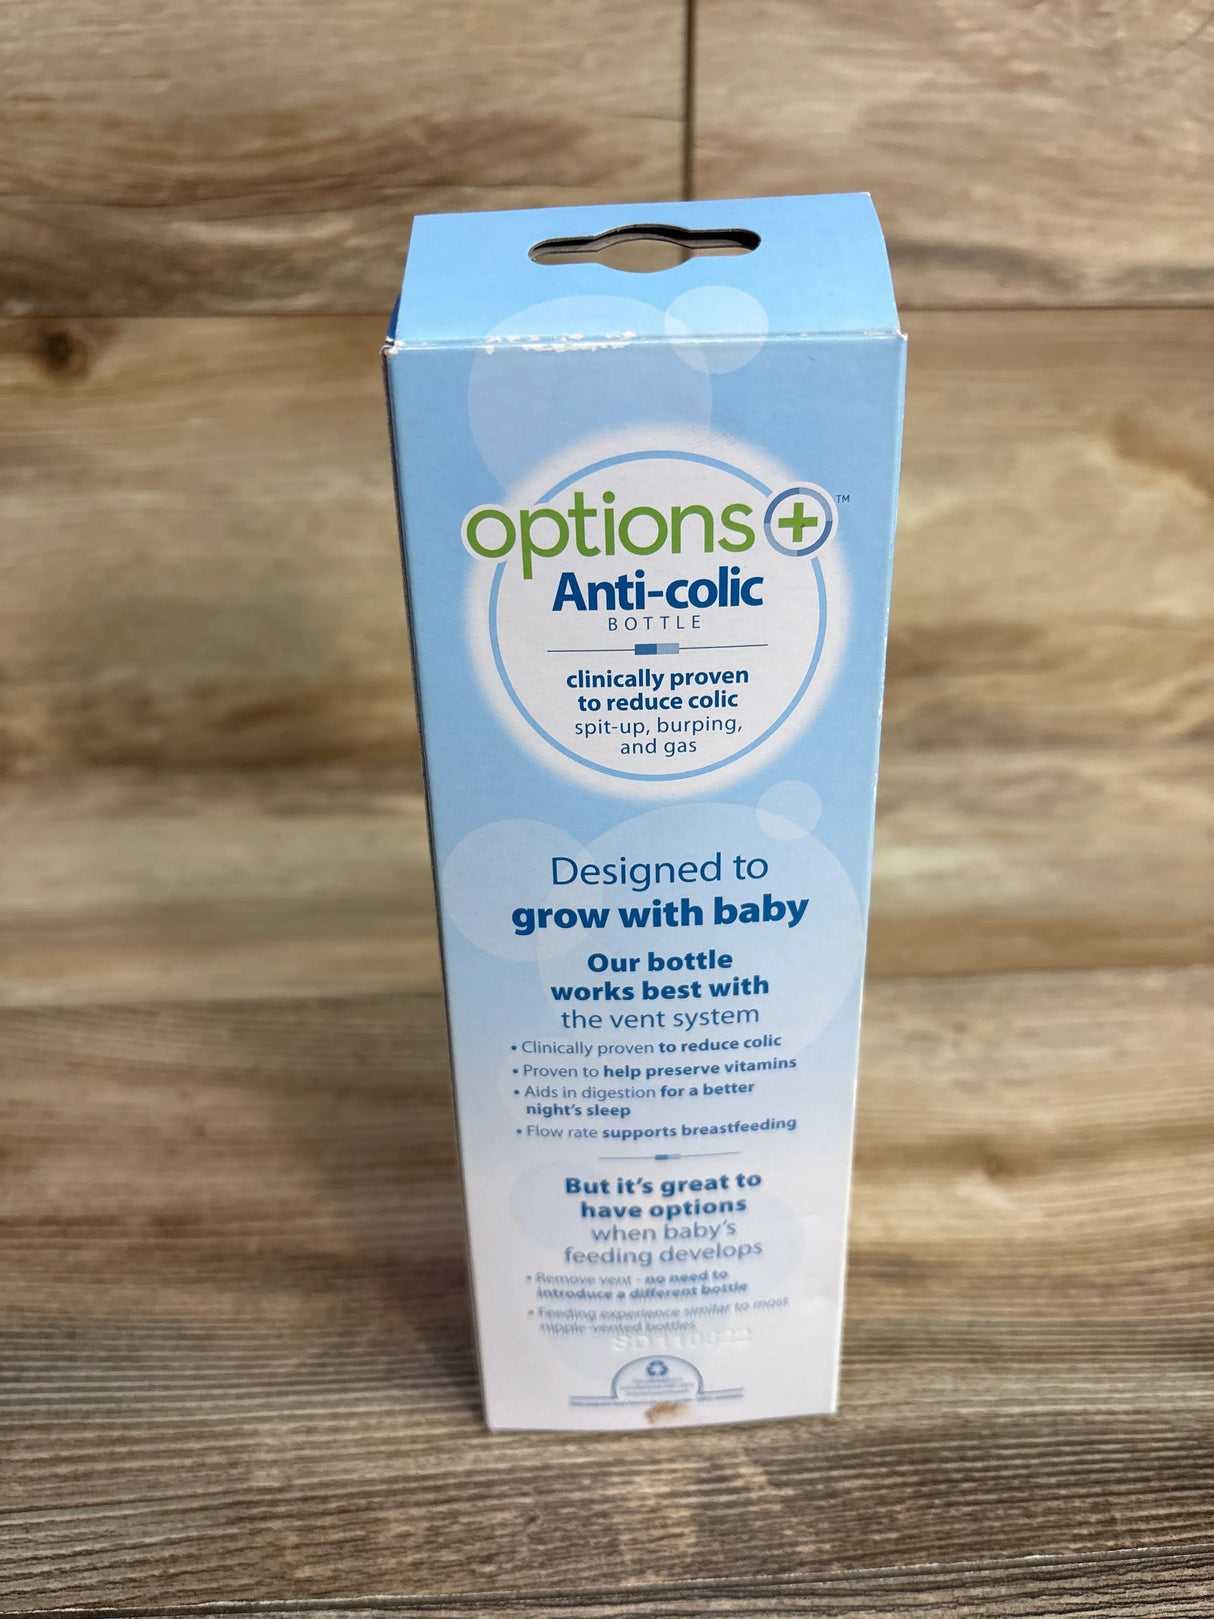 options+™
Anti-colic
BOTTLE
clinically proven
to reduce colic
spit-up, burping,
and gas
Designed to
grow with baby
Our bottle
works best with
the vent system
• Clinically proven to reduce colic
• Proven to help preserve vitamins
• Aids in digestion for a better
night's sleep
• Flow rate supports breastfeeding
But it's great to
have options
when baby's
feeding develops
• Remove vent - no need to
introduce a different bottle
• Feeding experience similar to most
nipple-vented bottles